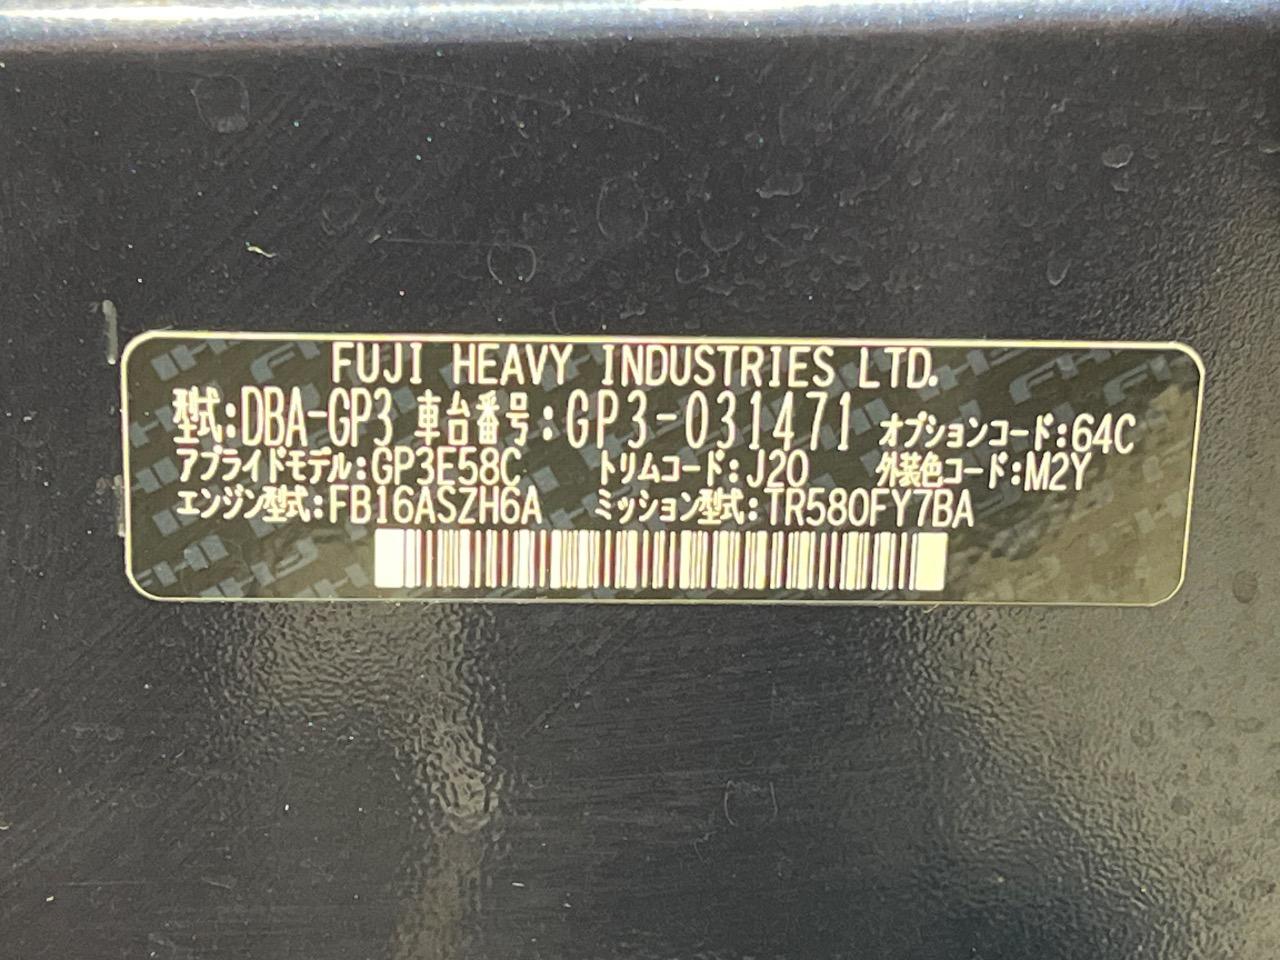 FUJI HEAVY INDUSTRIES LTD.
型式:DBA-GP3 車台番号:GP3-031471 オプションコード:64C
アプライドモデル:GP3E58C トリムコード:J20 外装色コード:M2Y
エンジン型式:FB16ASZH6A ミッション型式:TR580FY7BA